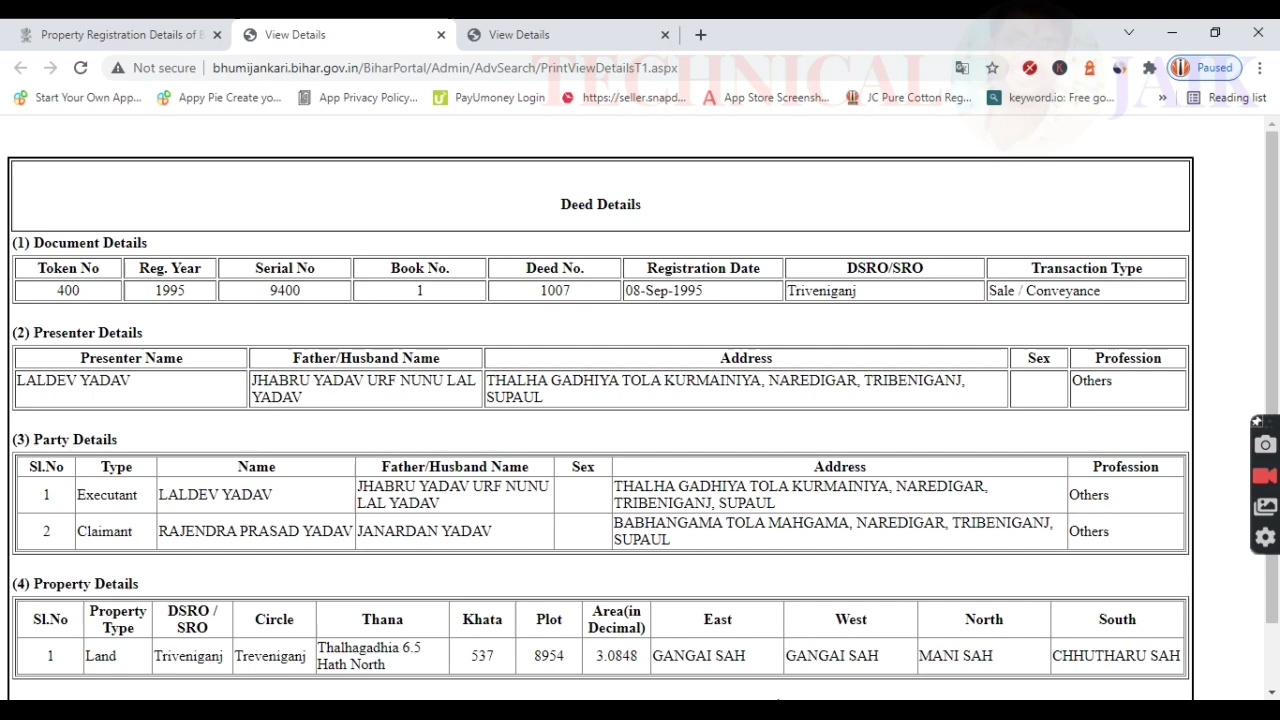 Property Registration Details of B
View Details
View Details
Not secure
bhumijankari.bihar.gov.in/BiharPortal/Admin/AdvSearch/PrintViewDetailsT1.aspx
Paused
Start Your Own App...
Appy Pie Create yo...
App Privacy Policy...
PayUmoney Login
https://seller.snapd...
App Store Screensh...
JC Pure Cotton Reg...
keyword.io: Free go...
»
Reading list
TECHNICAL
Deed Details
(1) Document Details
Token No Reg. Year Serial No Book No. Deed No. Registration Date DSRO/SRO Transaction Type
400 1995 9400 1 1007 08-Sep-1995 Triveniganj Sale / Conveyance
(2) Presenter Details
Presenter Name Father/Husband Name Address Sex Profession
LALDEV YADAV JHABRU YADAV URF NUNU LAL THALHA GADHIYA TOLA KURMAINIYA, NAREDIGAR, TRIBENIGANJ, Others
YADAV SUPAUL
(3) Party Details
Sl.No Type Name Father/Husband Name Sex Address Profession
1 Executant LALDEV YADAV JHABRU YADAV URF NUNU THALHA GADHIYA TOLA KURMAINIYA, NAREDIGAR, Others
LAL YADAV TRIBENIGANJ, SUPAUL
2 Claimant RAJENDRA PRASAD YADAV JANARDAN YADAV BABHANGAMA TOLA MAHGAMA, NAREDIGAR, TRIBENIGANJ, Others
SUPAUL
(4) Property Details
Sl.No Property DSRO / Circle Thana Khata Plot Area(in East West North South
Type SRO Decimal)
1 Land Triveniganj Treveniganj Thalhagadhia 6.5 537 8954 3.0848 GANGAI SAH GANGAI SAH MANI SAH CHHUTHARU SAH
Hath North